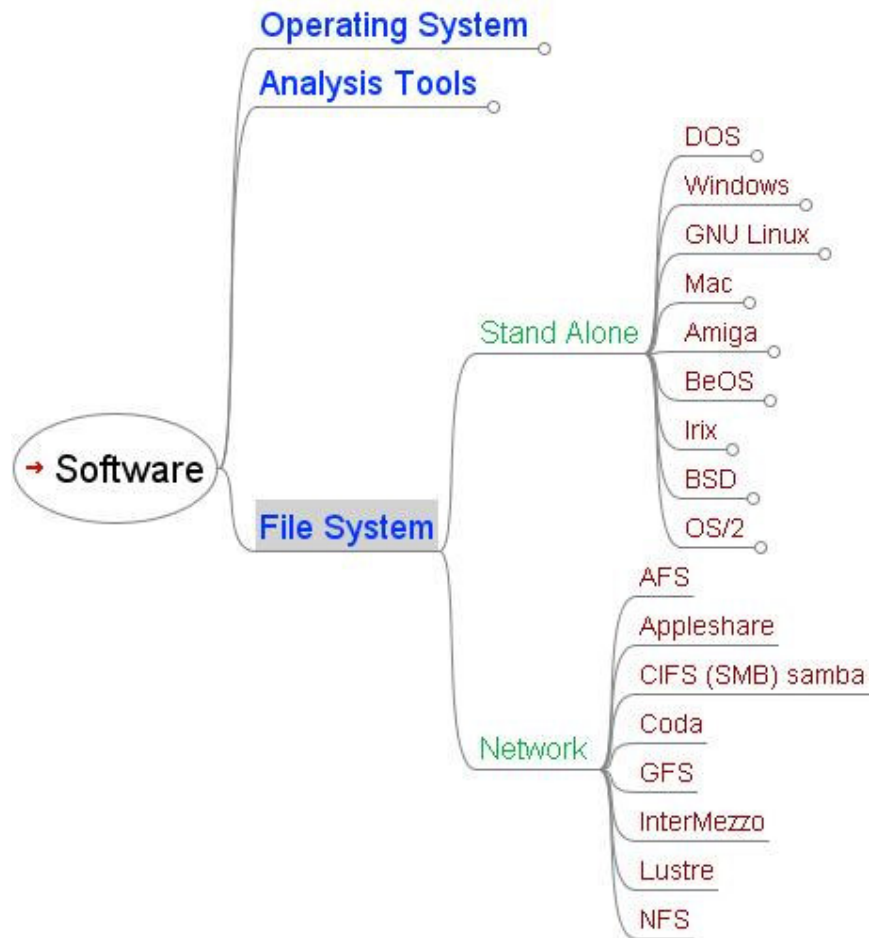 Operating System
Analysis Tools
DOS
Windows
GNU Linux
Mac
Stand Alone
Amiga
BeOS
Irix
Software
BSD
File System
OS/2
AFS
Appleshare
CIFS (SMB) samba
Coda
Network
GFS
InterMezzo
Lustre
NFS